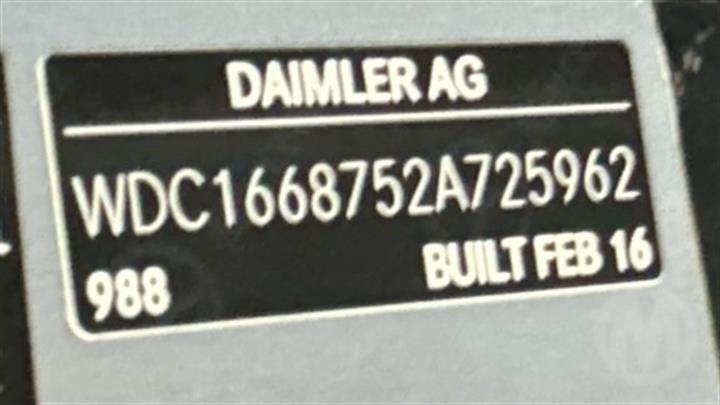 DAIMLER AG
WDC1668752A725962
988 BUILT FEB 16